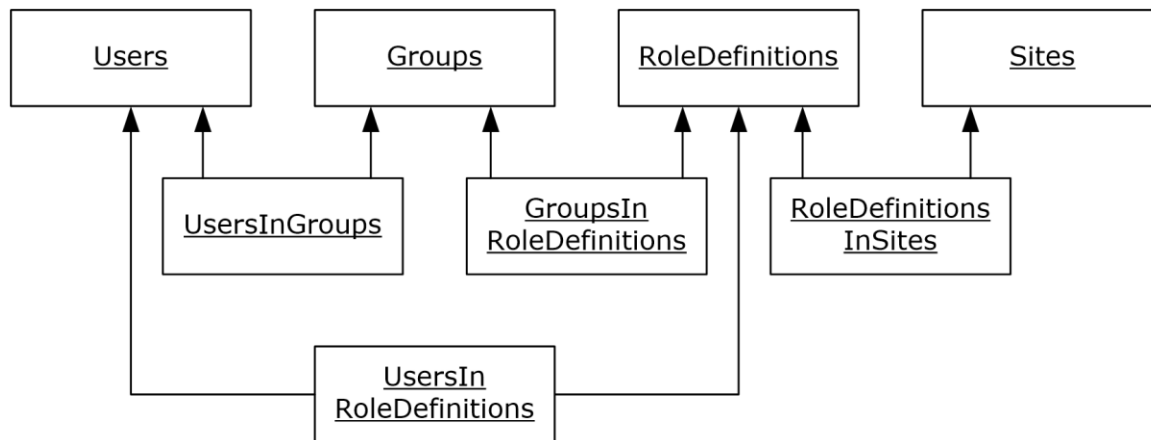 Users
Groups
RoleDefinitions
Sites
UsersInGroups
GroupsIn
RoleDefinitions
RoleDefinitions
InSites
UsersIn
RoleDefinitions